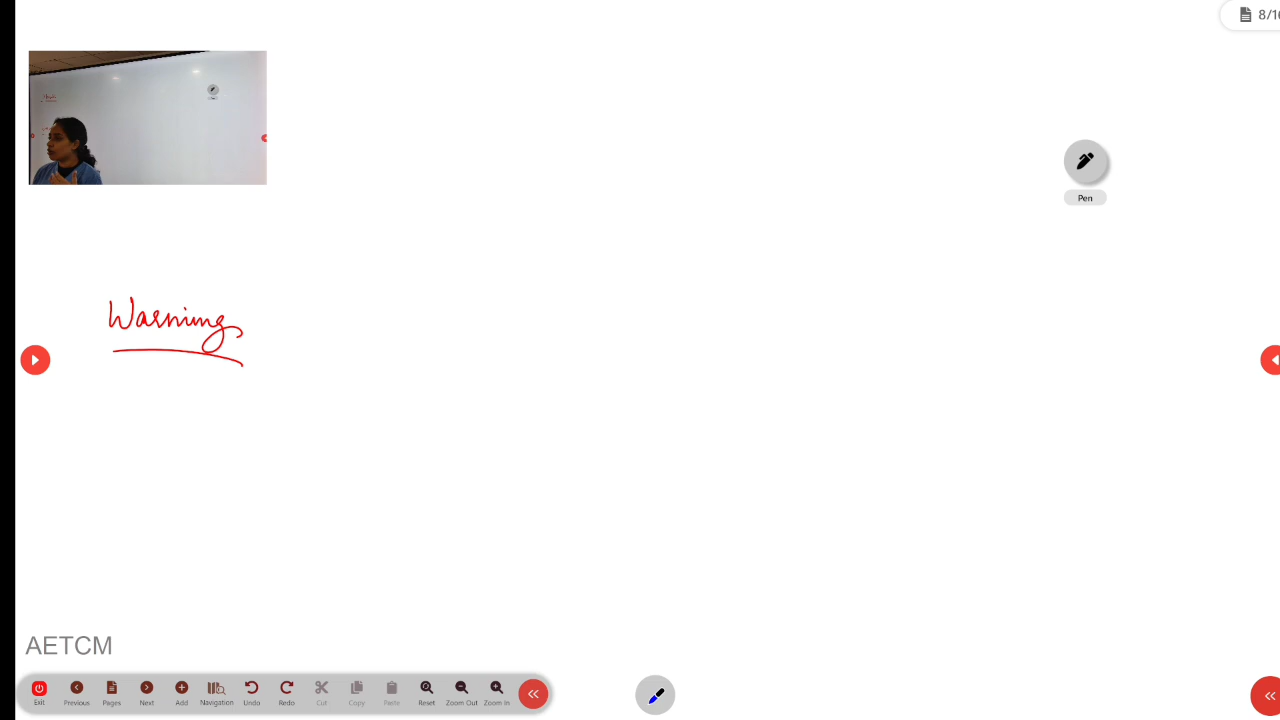 8/1
Pen
Warning
AETCM
Exit Previous Pages Next Add Navigation Undo Redo Cut Copy Paste Reset Zoom Out Zoom In